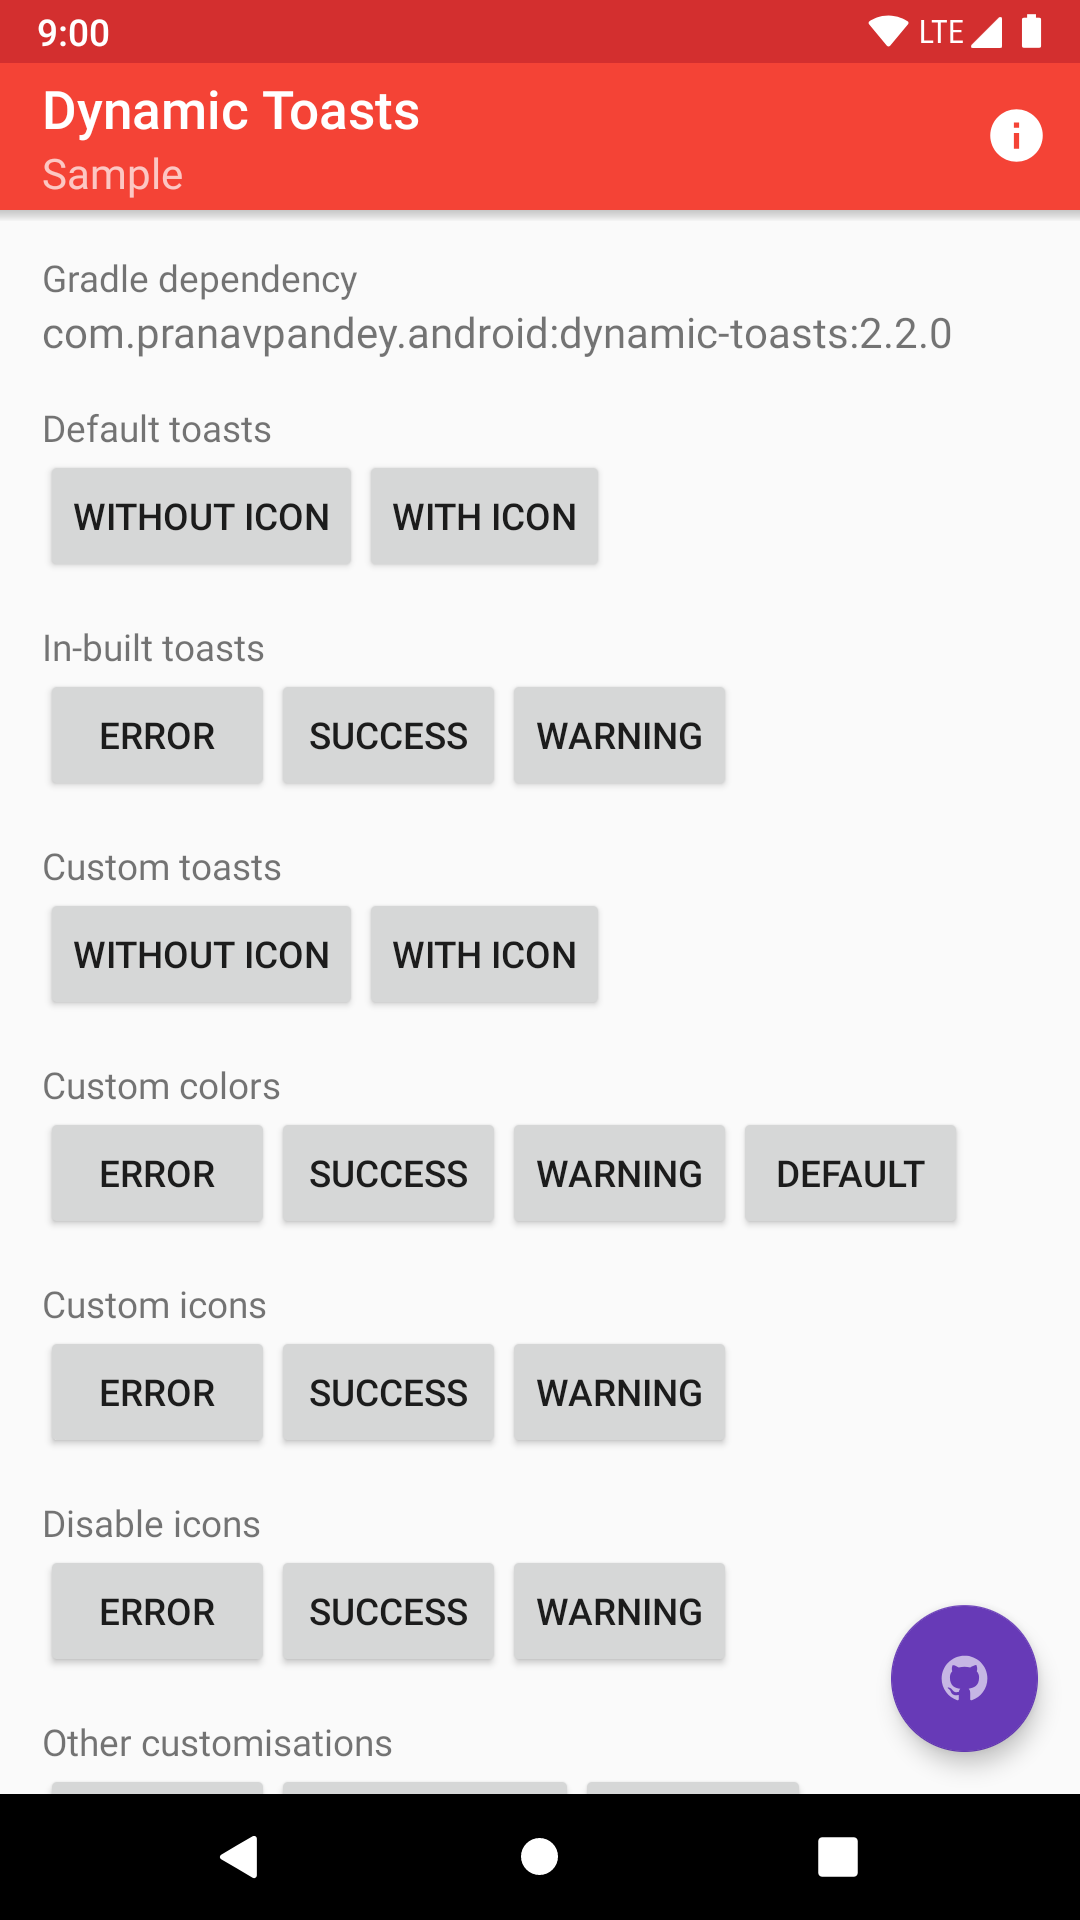 9:00 LTE
Dynamic Toasts
Sample
Gradle dependency
com.pranavpandey.android:dynamic-toasts:2.2.0
Default toasts
WITHOUT ICON WITH ICON
In-built toasts
ERROR SUCCESS WARNING
Custom toasts
WITHOUT ICON WITH ICON
Custom colors
ERROR SUCCESS WARNING DEFAULT
Custom icons
ERROR SUCCESS WARNING
Disable icons
ERROR SUCCESS WARNING
Other customisations